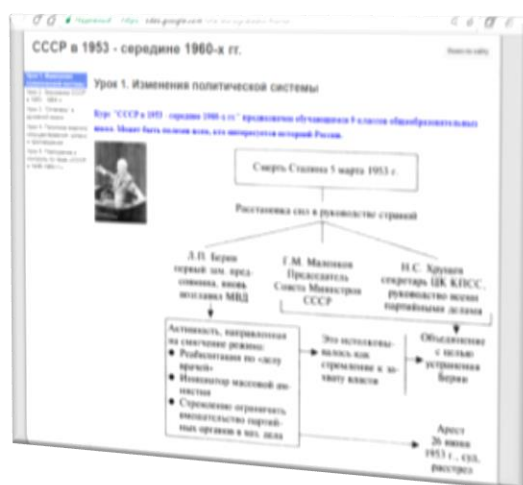 СССР в 1953 - середине 1960-х гг.
Урок 1. Изменения политической системы
Курс "СССР в 1953 - середине 1960-х гг." предназначен обучающимся 9 классов общеобразовательных
школ. Может быть полезен всем, кто интересуется историей России.
Смерть Сталина 5 марта 1953 г.
Расстановка сил в руководстве страной
Л.П. Берия
первый зам. пред-
совмина, вновь
возглавил МВД
Г.М. Маленков
Председатель
Совета Министров
СССР
Н.С. Хрущев
секретарь ЦК КПСС,
руководство всеми
партийными делами
Активность, направленная
на смягчение режима:
● Реабилитация по «делу
врачей»
● Инициатор массовой ам-
нистии
● Стремление ограничить
вмешательство партий-
ных органов в хоз. дела
Это истолковы-
валось как
стремление к за-
хвату власти
Объединение
с целью
устранения
Берии
Арест
26 июня
1953 г., суд,
расстрел